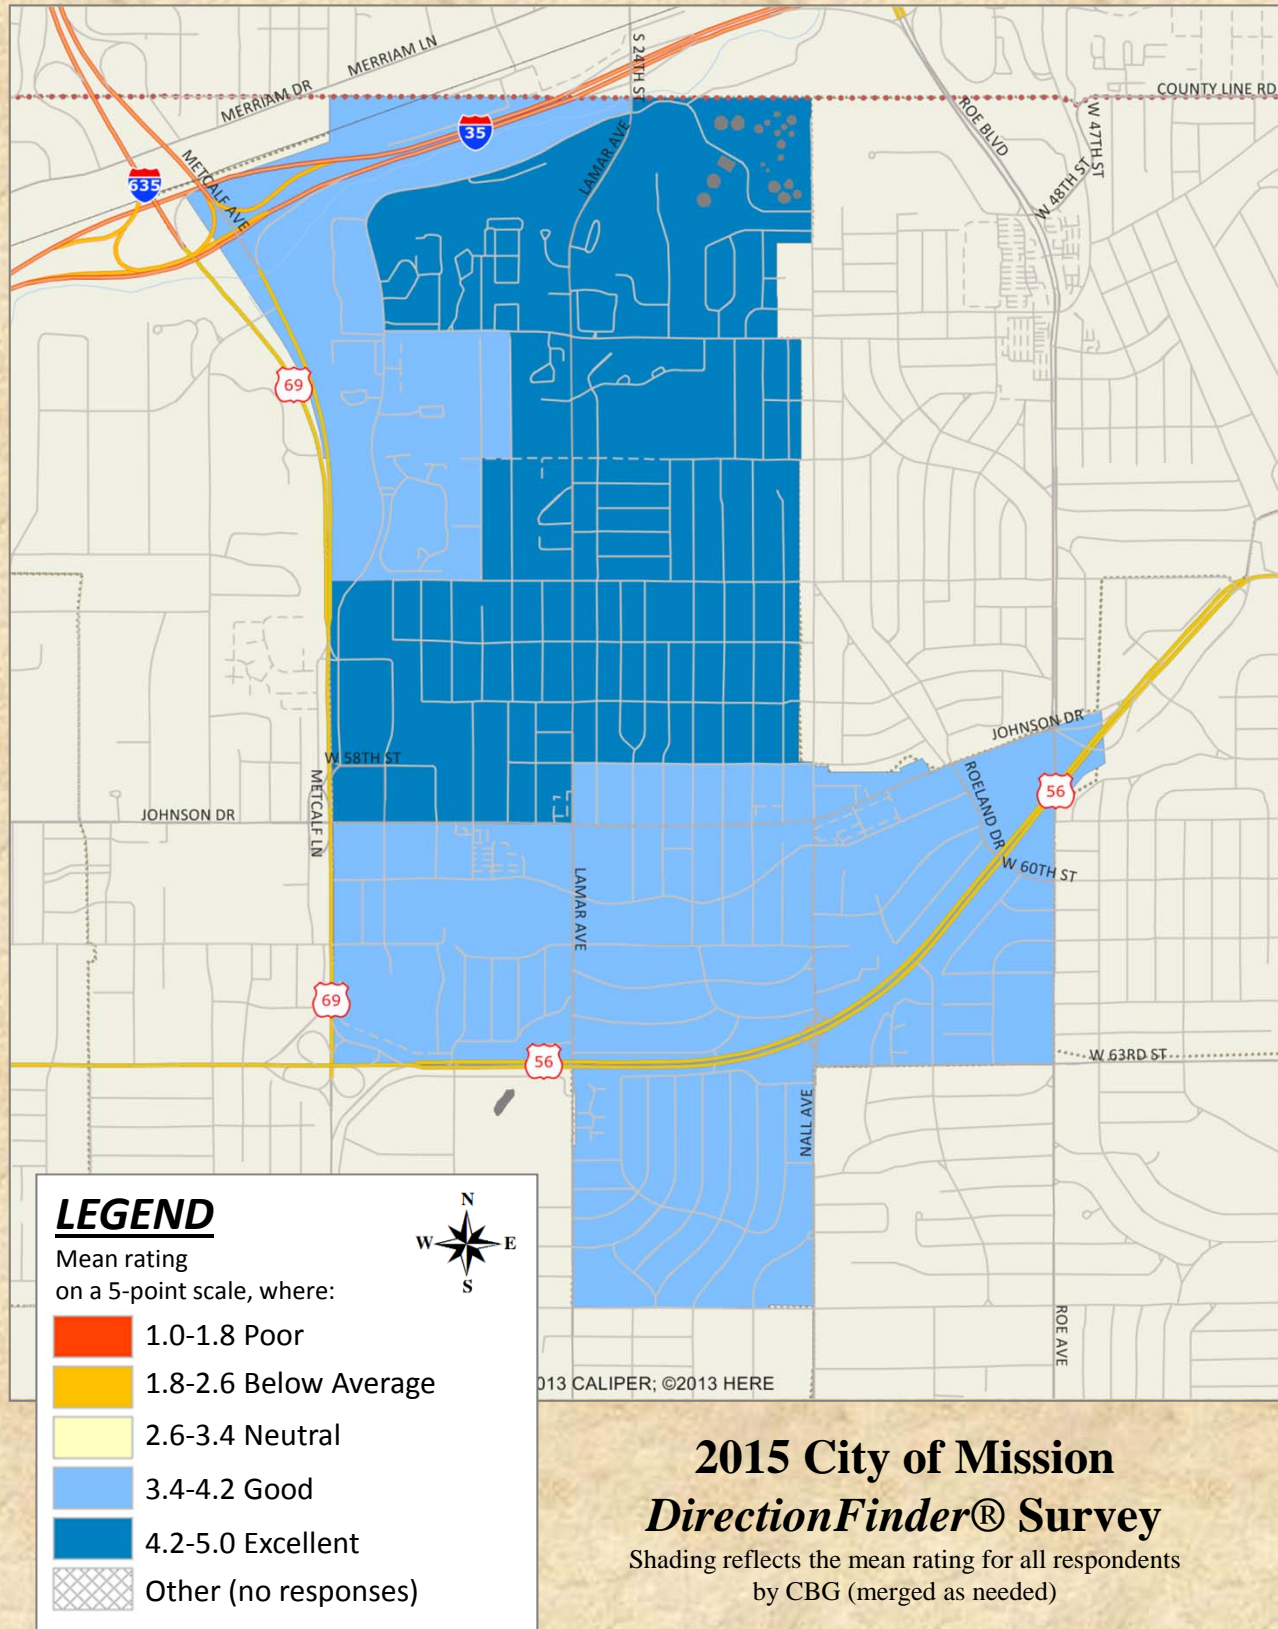 MERRIAM LN
MERRIAM DR
S 24TH ST
COUNTY LINE RD
ROE BLVD
W 47TH ST
W 48TH ST
35
635
METCALF AVE
LAMAR AVE
69
JOHNSON DR
W 58TH ST
METCALF LN
JOHNSON DR
ROELAND DR
56
W 60TH ST
LAMAR AVE
69
56
W 63RD ST
NALL AVE
ROE AVE
013 CALIPER; ©2013 HERE
LEGEND
N
W E
S
Mean rating
on a 5-point scale, where:
1.0-1.8 Poor
1.8-2.6 Below Average
2.6-3.4 Neutral
3.4-4.2 Good
4.2-5.0 Excellent
Other (no responses)
2015 City of Mission
DirectionFinder® Survey
Shading reflects the mean rating for all respondents
by CBG (merged as needed)